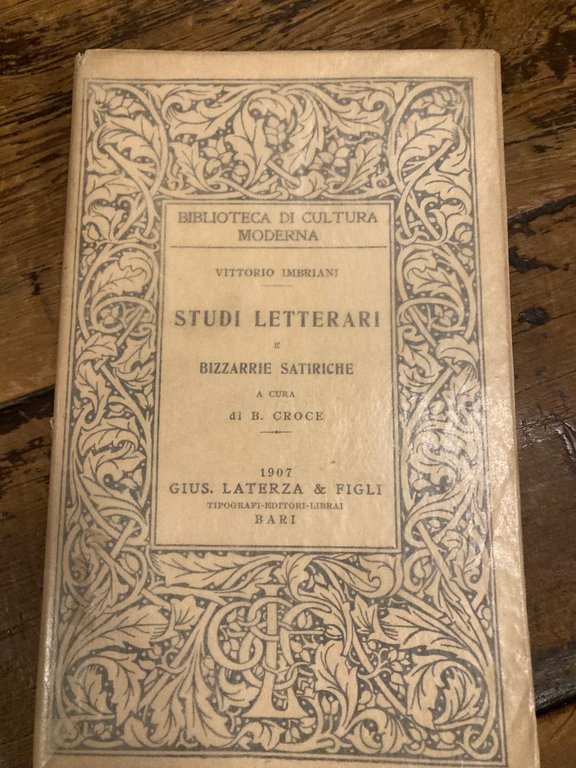 BIBLIOTECA DI CULTURA
MODERNA
VITTORIO IMBRIANI
STUDI LETTERARI
E
BIZZARRIE SATIRICHE
A CURA
di B. CROCE
1907
GIUS. LATERZA & FIGLI
TIPOGRAFI-EDITORI-LIBRAI
BARI